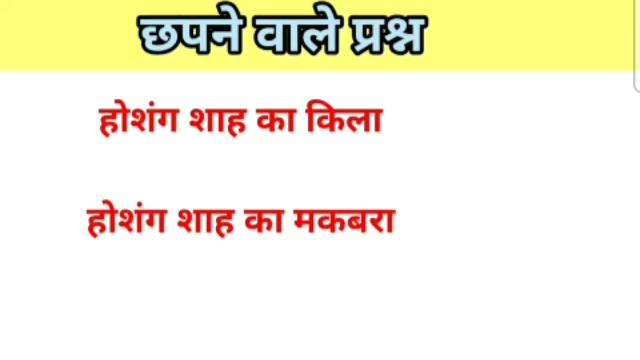 छपने वाले प्रश्न
होशंग शाह का किला
होशंग शाह का मकबरा